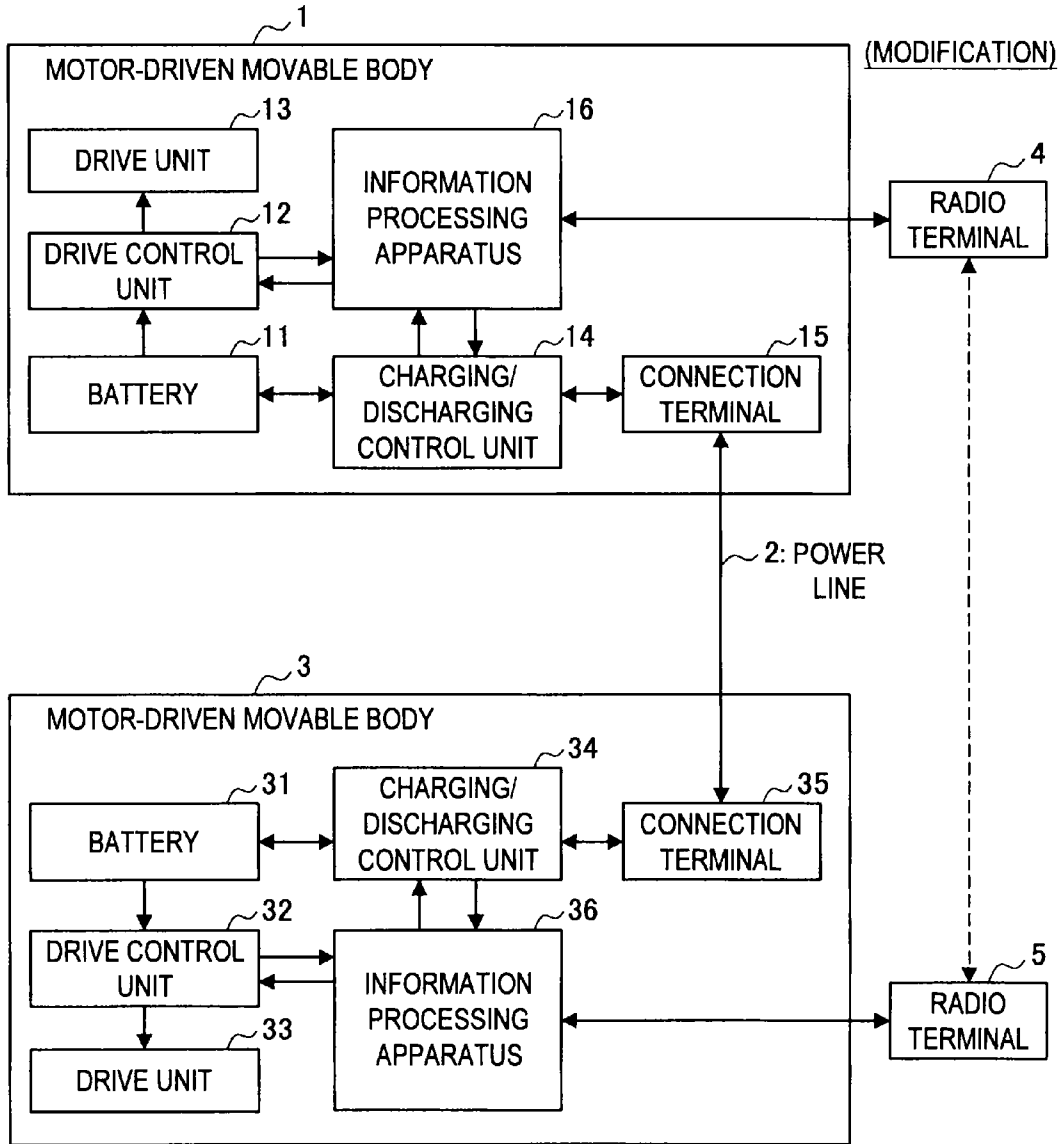 1
(MODIFICATION)
MOTOR-DRIVEN MOVABLE BODY
13
DRIVE UNIT
16
INFORMATION
PROCESSING
APPARATUS
4
RADIO
TERMINAL
12
DRIVE CONTROL
UNIT
11
BATTERY
14
CHARGING/
DISCHARGING
CONTROL UNIT
15
CONNECTION
TERMINAL
2: POWER
LINE
3
MOTOR-DRIVEN MOVABLE BODY
34
CHARGING/
DISCHARGING
CONTROL UNIT
35
CONNECTION
TERMINAL
31
BATTERY
32
DRIVE CONTROL
UNIT
36
INFORMATION
PROCESSING
APPARATUS
5
RADIO
TERMINAL
33
DRIVE UNIT